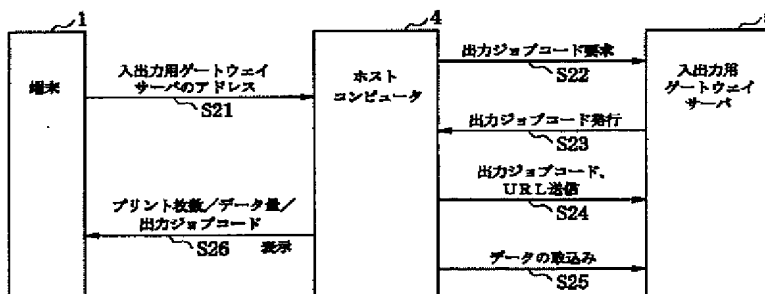 1
4
端末
入出力用ゲートウェイ
サーバのアドレス
S21
ホスト
コンピュータ
出力ジョブコード要求
S22
入出力用
ゲートウェイ
サーバ
出力ジョブコード発行
S23
出力ジョブコード、
URL送信
S24
プリント枚数/データ量/
出力ジョブコード
S26 表示
データの取込み
S25